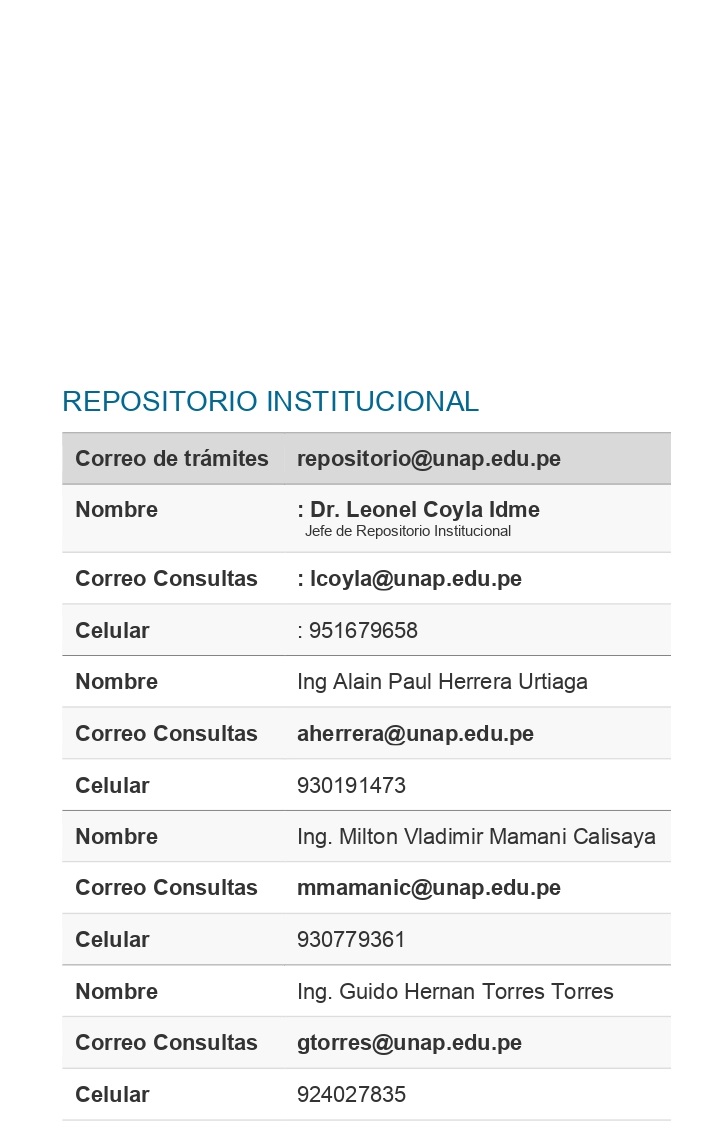 REPOSITORIO INSTITUCIONAL
Correo de trámites repositorio@unap.edu.pe
Nombre : Dr. Leonel Coyla Idme
Jefe de Repositorio Institucional
Correo Consultas : lcoyla@unap.edu.pe
Celular : 951679658
Nombre Ing Alain Paul Herrera Urtiaga
Correo Consultas aherrera@unap.edu.pe
Celular 930191473
Nombre Ing. Milton Vladimir Mamani Calisaya
Correo Consultas mmamanic@unap.edu.pe
Celular 930779361
Nombre Ing. Guido Hernan Torres Torres
Correo Consultas gtorres@unap.edu.pe
Celular 924027835